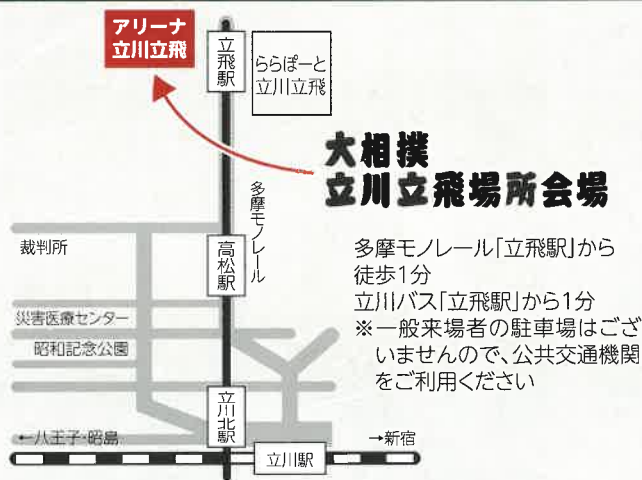 アリーナ
立川立飛
立飛駅
ららぽーと
立川立飛
大相撲
立川立飛場所会場
多摩モノレール
裁判所
高松駅
多摩モノレール「立飛駅」から
徒歩1分
立川バス「立飛駅」から1分
※一般来場者の駐車場はござ
いませんので、公共交通機関
をご利用ください
災害医療センター
昭和記念公園
立川北駅
←八王子・昭島
→新宿
立川駅